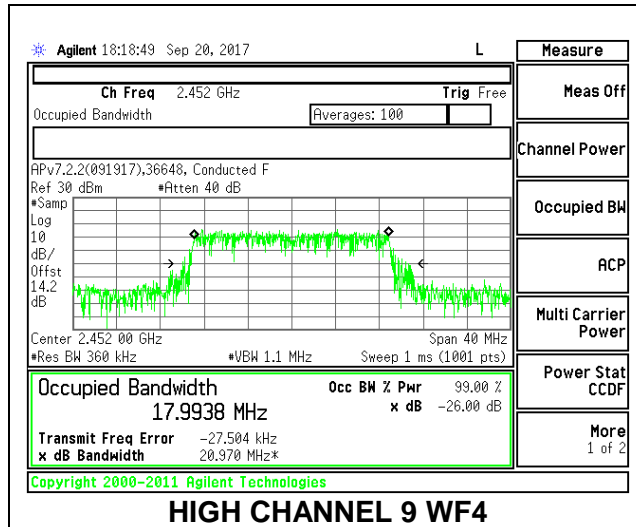 Agilent 18:18:49 Sep 20, 2017 L
Measure
Ch Freq 2.452 GHz Trig Free
Occupied Bandwidth Averages: 100
APv7.2.2(091917),36648, Conducted F
Ref 30 dBm #Atten 40 dB
#Samp
Log
10
dB/
Offst
14.2
dB
Center 2.452 00 GHz Span 40 MHz
#Res BW 360 kHz #VBW 1.1 MHz Sweep 1 ms (1001 pts)
Occupied Bandwidth Occ BW % Pwr 99.00 %
17.9938 MHz x dB -26.00 dB
Transmit Freq Error -27.504 kHz
x dB Bandwidth 20.970 MHz*
Copyright 2000-2011 Agilent Technologies
Meas Off
Channel Power
Occupied BW
ACP
Multi Carrier
Power
Power Stat
CCDF
More
1 of 2
HIGH CHANNEL 9 WF4